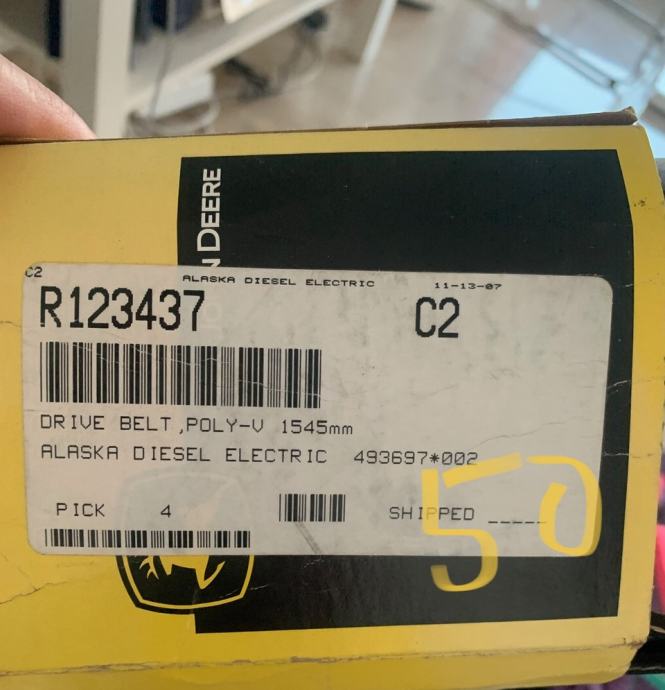 N DEERE
C2
ALASKA DIESEL ELECTRIC 11-13-07
R123437 C2
DRIVE BELT,POLY-V 1545mm
ALASKA DIESEL ELECTRIC 493697*002
PICK 4 SHIPPED _____
50